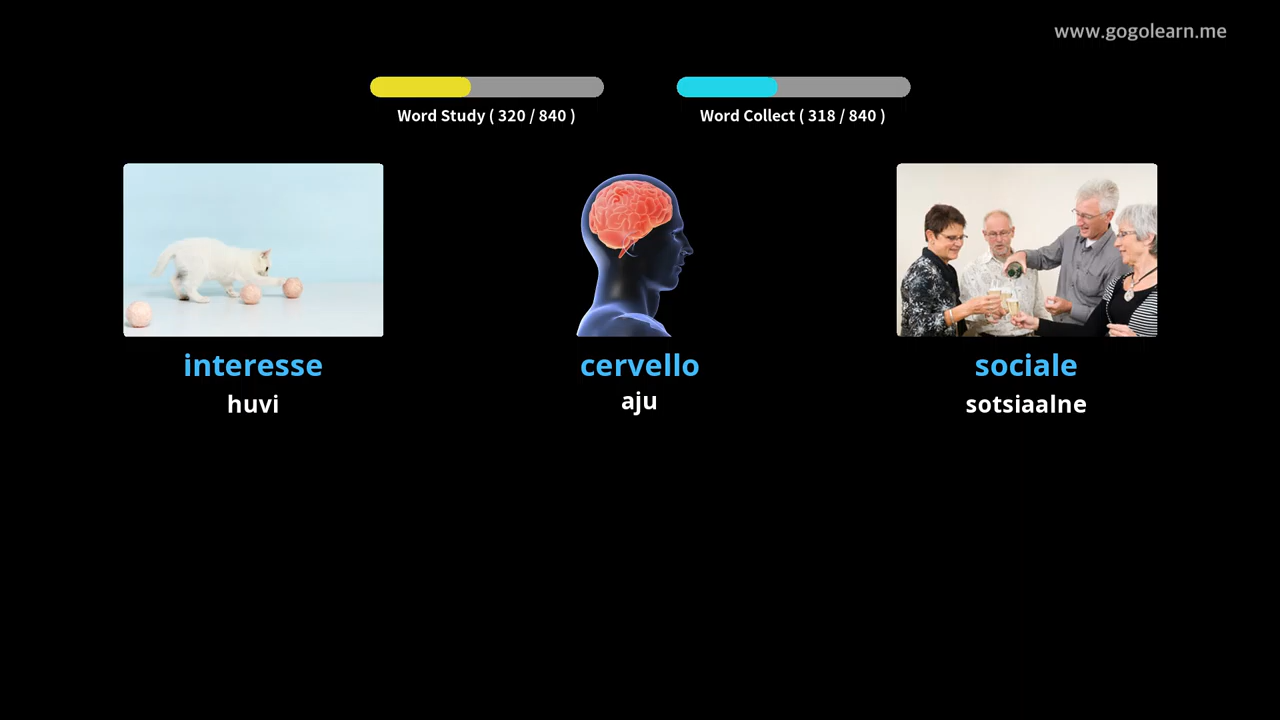 www.gogolearn.me
Word Study ( 320 / 840 )
Word Collect ( 318 / 840 )
interesse
huvi
cervello
aju
sociale
sotsiaalne